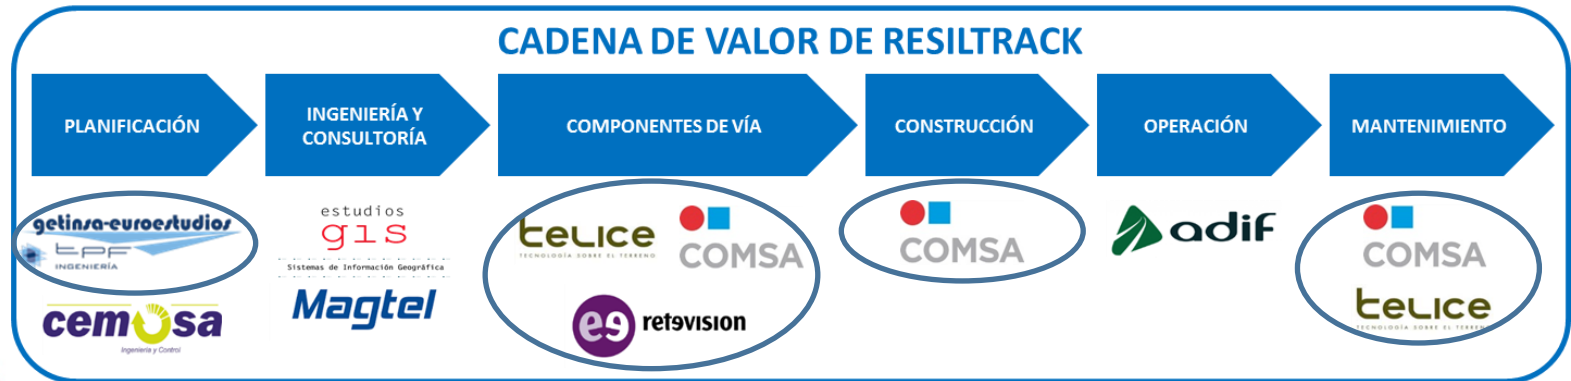 CADENA DE VALOR DE RESILTRACK
PLANIFICACIÓN
INGENIERÍA Y
CONSULTORÍA
COMPONENTES DE VÍA
CONSTRUCCIÓN
OPERACIÓN
MANTENIMIENTO
getinsa-euroestudios
tpf
INGENIERÍA
cemosa
Ingeniería y Control
estudios
gis
Sistemas de Información Geográfica
Magtel
telice
TECNOLOGÍA SOBRE EL TERRENO
COMSA
retevision
COMSA
adif
COMSA
telice
TECNOLOGÍA SOBRE EL TERRENO